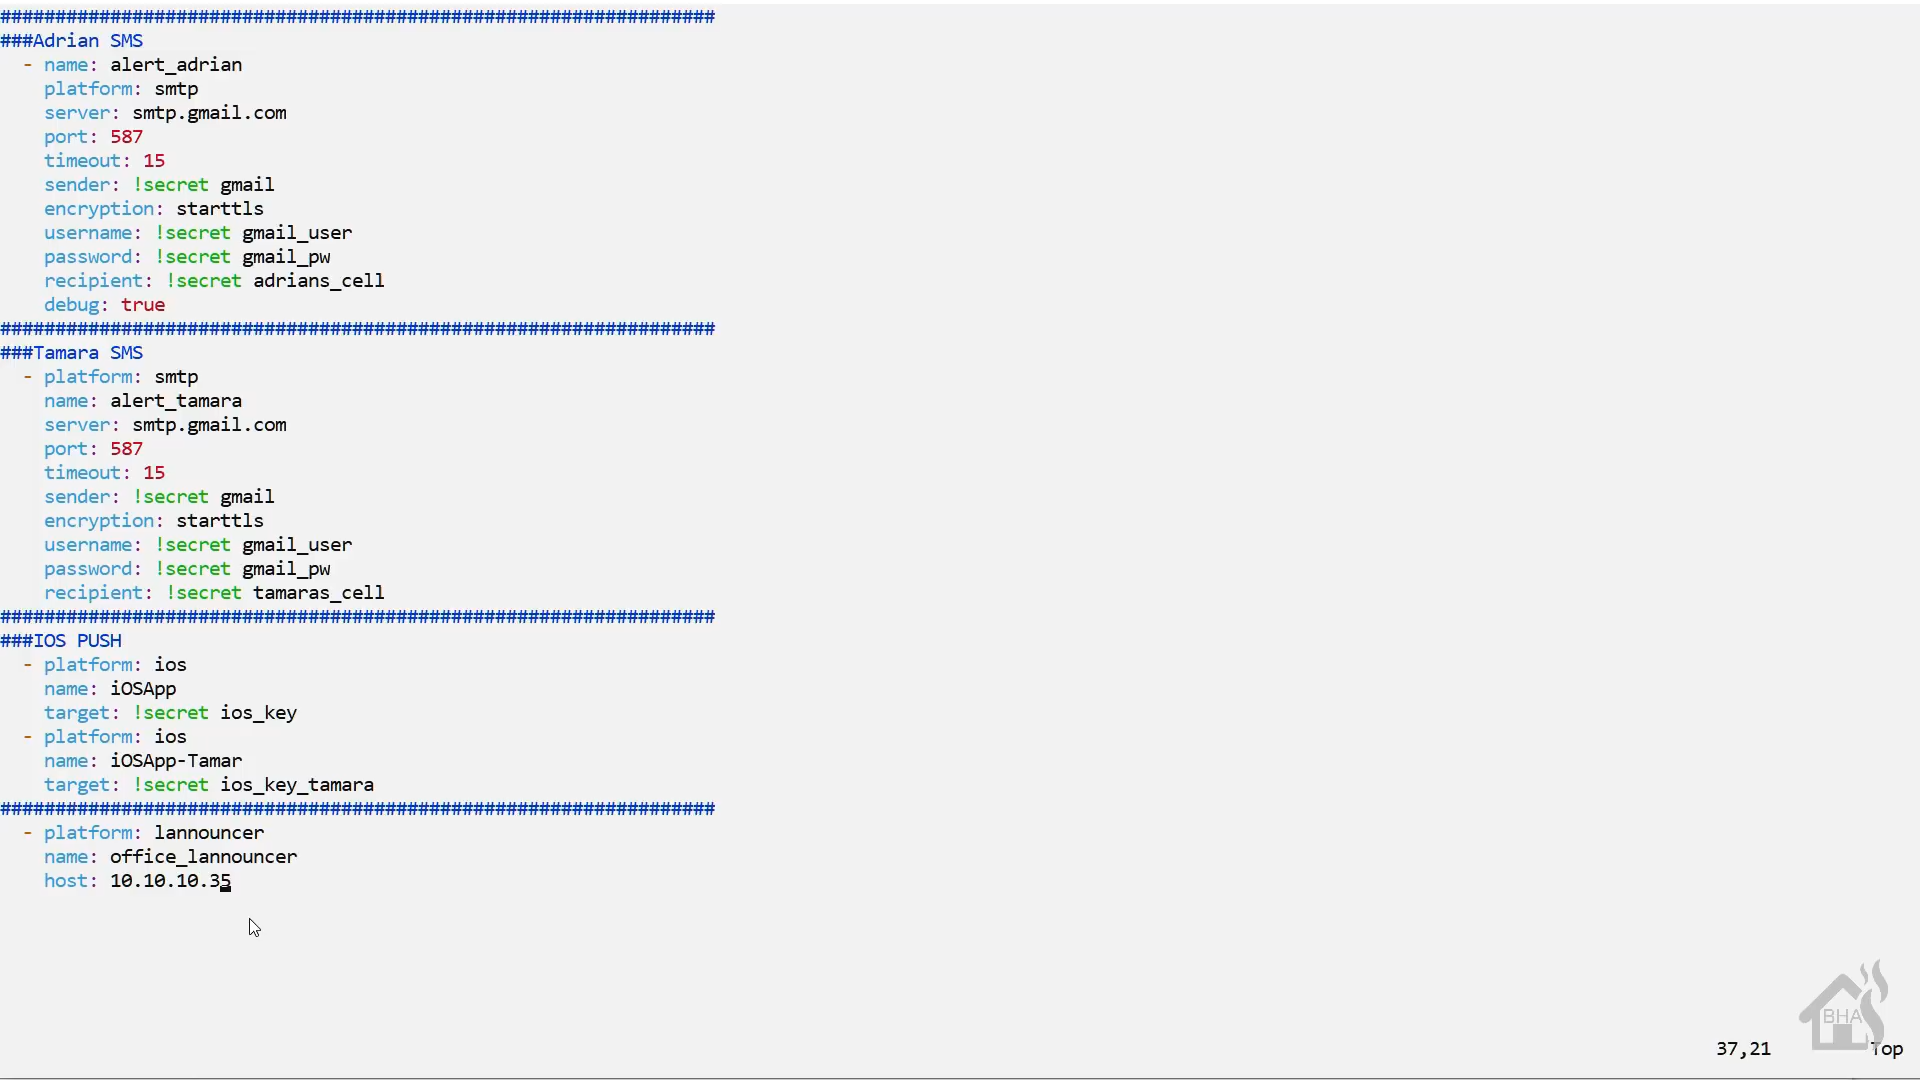 #################################################################
###Adrian SMS
  - name: alert_adrian
    platform: smtp
    server: smtp.gmail.com
    port: 587
    timeout: 15
    sender: !secret gmail
    encryption: starttls
    username: !secret gmail_user
    password: !secret gmail_pw
    recipient: !secret adrians_cell
    debug: true
#################################################################
###Tamara SMS
  - platform: smtp
    name: alert_tamara
    server: smtp.gmail.com
    port: 587
    timeout: 15
    sender: !secret gmail
    encryption: starttls
    username: !secret gmail_user
    password: !secret gmail_pw
    recipient: !secret tamaras_cell
#################################################################
###IOS PUSH
  - platform: ios
    name: iOSApp
    target: !secret ios_key
  - platform: ios
    name: iOSApp-Tamar
    target: !secret ios_key_tamara
#################################################################
  - platform: lannouncer
    name: office_lannouncer
    host: 10.10.10.35
BHA
37,21 Top